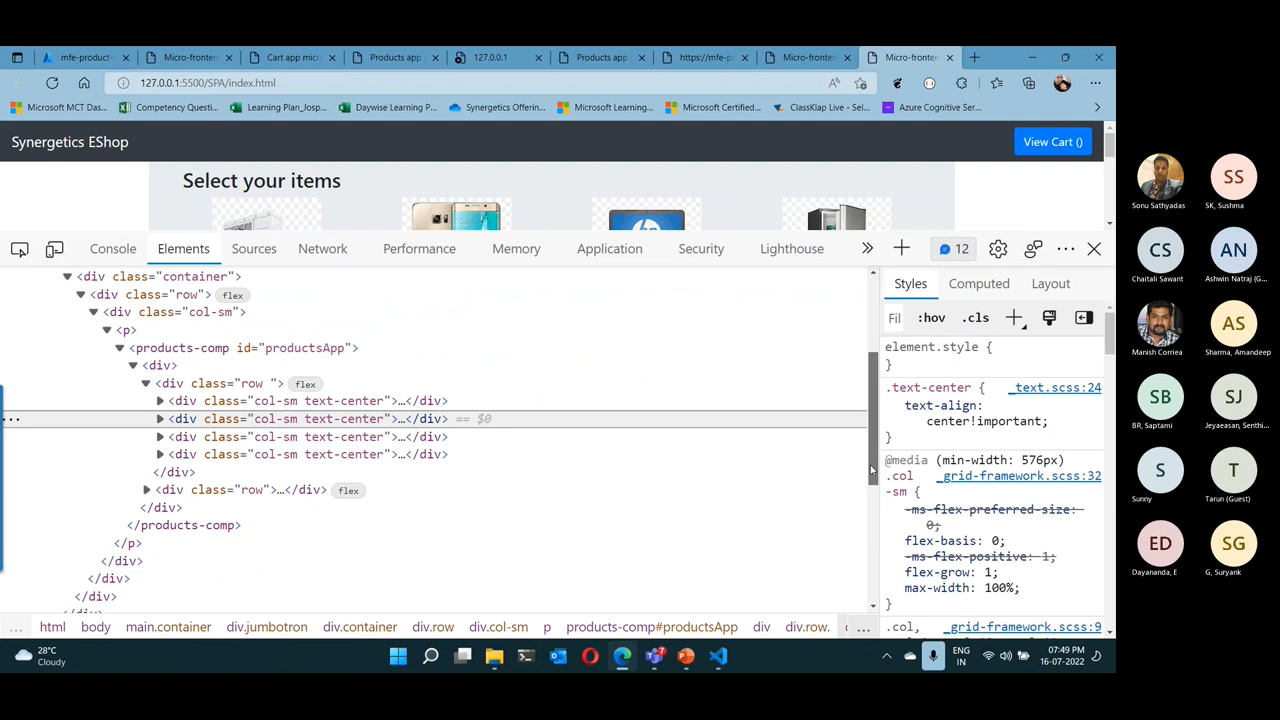 mfe-product
Micro-fronten
Cart app micr
Products app
127.0.0.1
Products app
https://mfe-p
Micro-fronten
Micro-fronten
127.0.0.1:5500/SPA/index.html
Microsoft MCT Das...
Competency Questi...
Learning Plan_Josp...
Daywise Learning P...
Synergetics Offerin...
Microsoft Learning...
Microsoft Certified...
ClassKlap Live - Sel...
Azure Cognitive Ser...
Synergetics EShop
View Cart ()
Select your items
Console
Elements
Sources
Network
Performance
Memory
Application
Security
Lighthouse
12
<div class="container">
<div class="row"> flex
<div class="col-sm">
<p>
<products-comp id="productsApp">
<div>
<div class="row "> flex
<div class="col-sm text-center">…</div>
<div class="col-sm text-center">…</div> == $0
<div class="col-sm text-center">…</div>
<div class="col-sm text-center">…</div>
</div>
<div class="row">…</div> flex
</div>
</products-comp>
</p>
</div>
</div>
</div>
... html body main.container div.jumbotron div.container div.row div.col-sm p products-comp#productsApp div div.row. ...
Styles
Computed
Layout
Fil
:hov
.cls
element.style {
}
.text-center { _text.scss:24
text-align:
center!important;
}
@media (min-width: 576px)
.col _grid-framework.scss:32
-sm {
-ms-flex-preferred-size:
0;
flex-basis: 0;
-ms-flex-positive: 1;
flex-grow: 1;
max-width: 100%;
}
.col, _grid-framework.scss:9
28°C
Cloudy
7
ENG
IN
07:49 PM
16-07-2022
Sonu Sathyadas
SS
SK, Sushma
CS
Chaitali Sawant
AN
Ashwin Natraj (G...
Manish Corriea
AS
Sharma, Amandeep
SB
BR, Saptami
SJ
Jeyaeasan, Senthi...
S
Sunny
T
Tarun (Guest)
ED
Dayananda, E
SG
G, Suryank